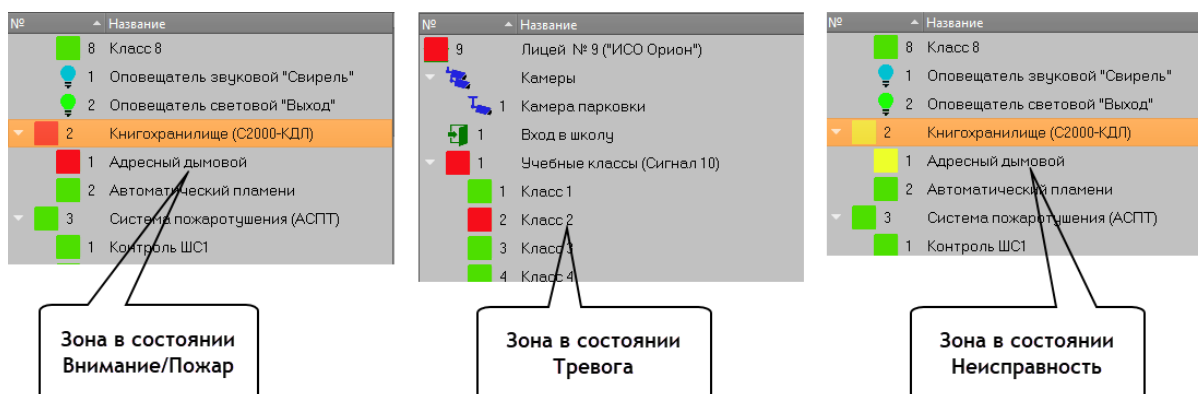 № Название
8 Класс 8
1 Оповещатель звуковой "Свирель"
2 Оповещатель световой "Выход"
2 Книгохранилище (С2000-КДЛ)
1 Адресный дымовой
2 Автоматический пламени
3 Система пожаротушения (АСПТ)
1 Контроль ШС1
Зона в состоянии
Внимание/Пожар
№ Название
9 Лицей № 9 ("ИСО Орион")
Камеры
1 Камера парковки
1 Вход в школу
1 Учебные классы (Сигнал 10)
1 Класс 1
2 Класс 2
3 Класс 3
4 Класс 4
Зона в состоянии
Тревога
№ Название
8 Класс 8
1 Оповещатель звуковой "Свирель"
2 Оповещатель световой "Выход"
2 Книгохранилище (С2000-КДЛ)
1 Адресный дымовой
2 Автоматический пламени
3 Система пожаротушения (АСПТ)
1 Контроль ШС1
Зона в состоянии
Неисправность